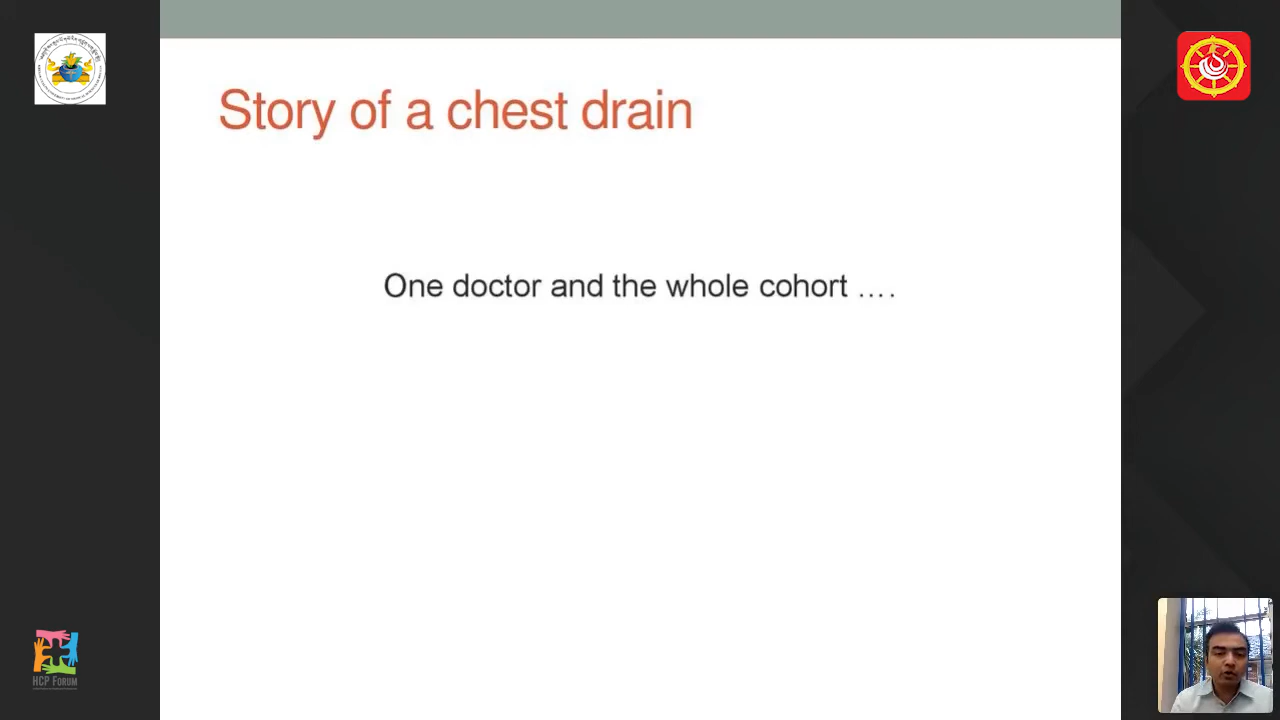 Story of a chest drain
One doctor and the whole cohort ....
HCP FORUM